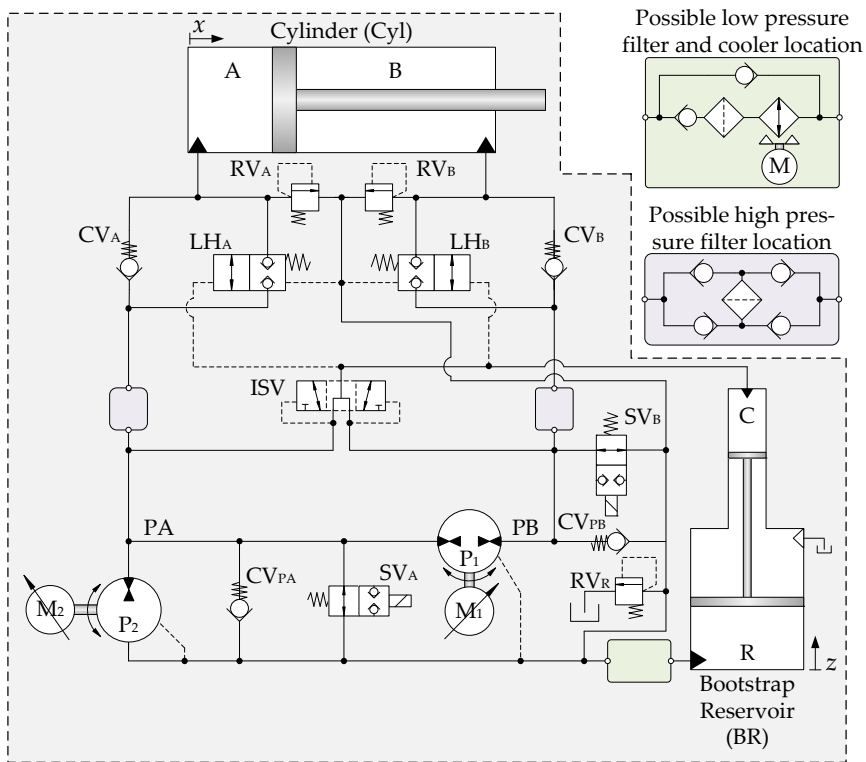 x
Cylinder (Cyl)
A
B
Possible low pressure
filter and cooler location
M
RVA
RVB
CVA
LHA
LHB
CVB
Possible high pres-
sure filter location
ISV
SVB
C
PA
PB
P1
CVPB
CVPA
SVA
RVR
M2
P2
M1
R
z
Bootstrap
Reservoir
(BR)